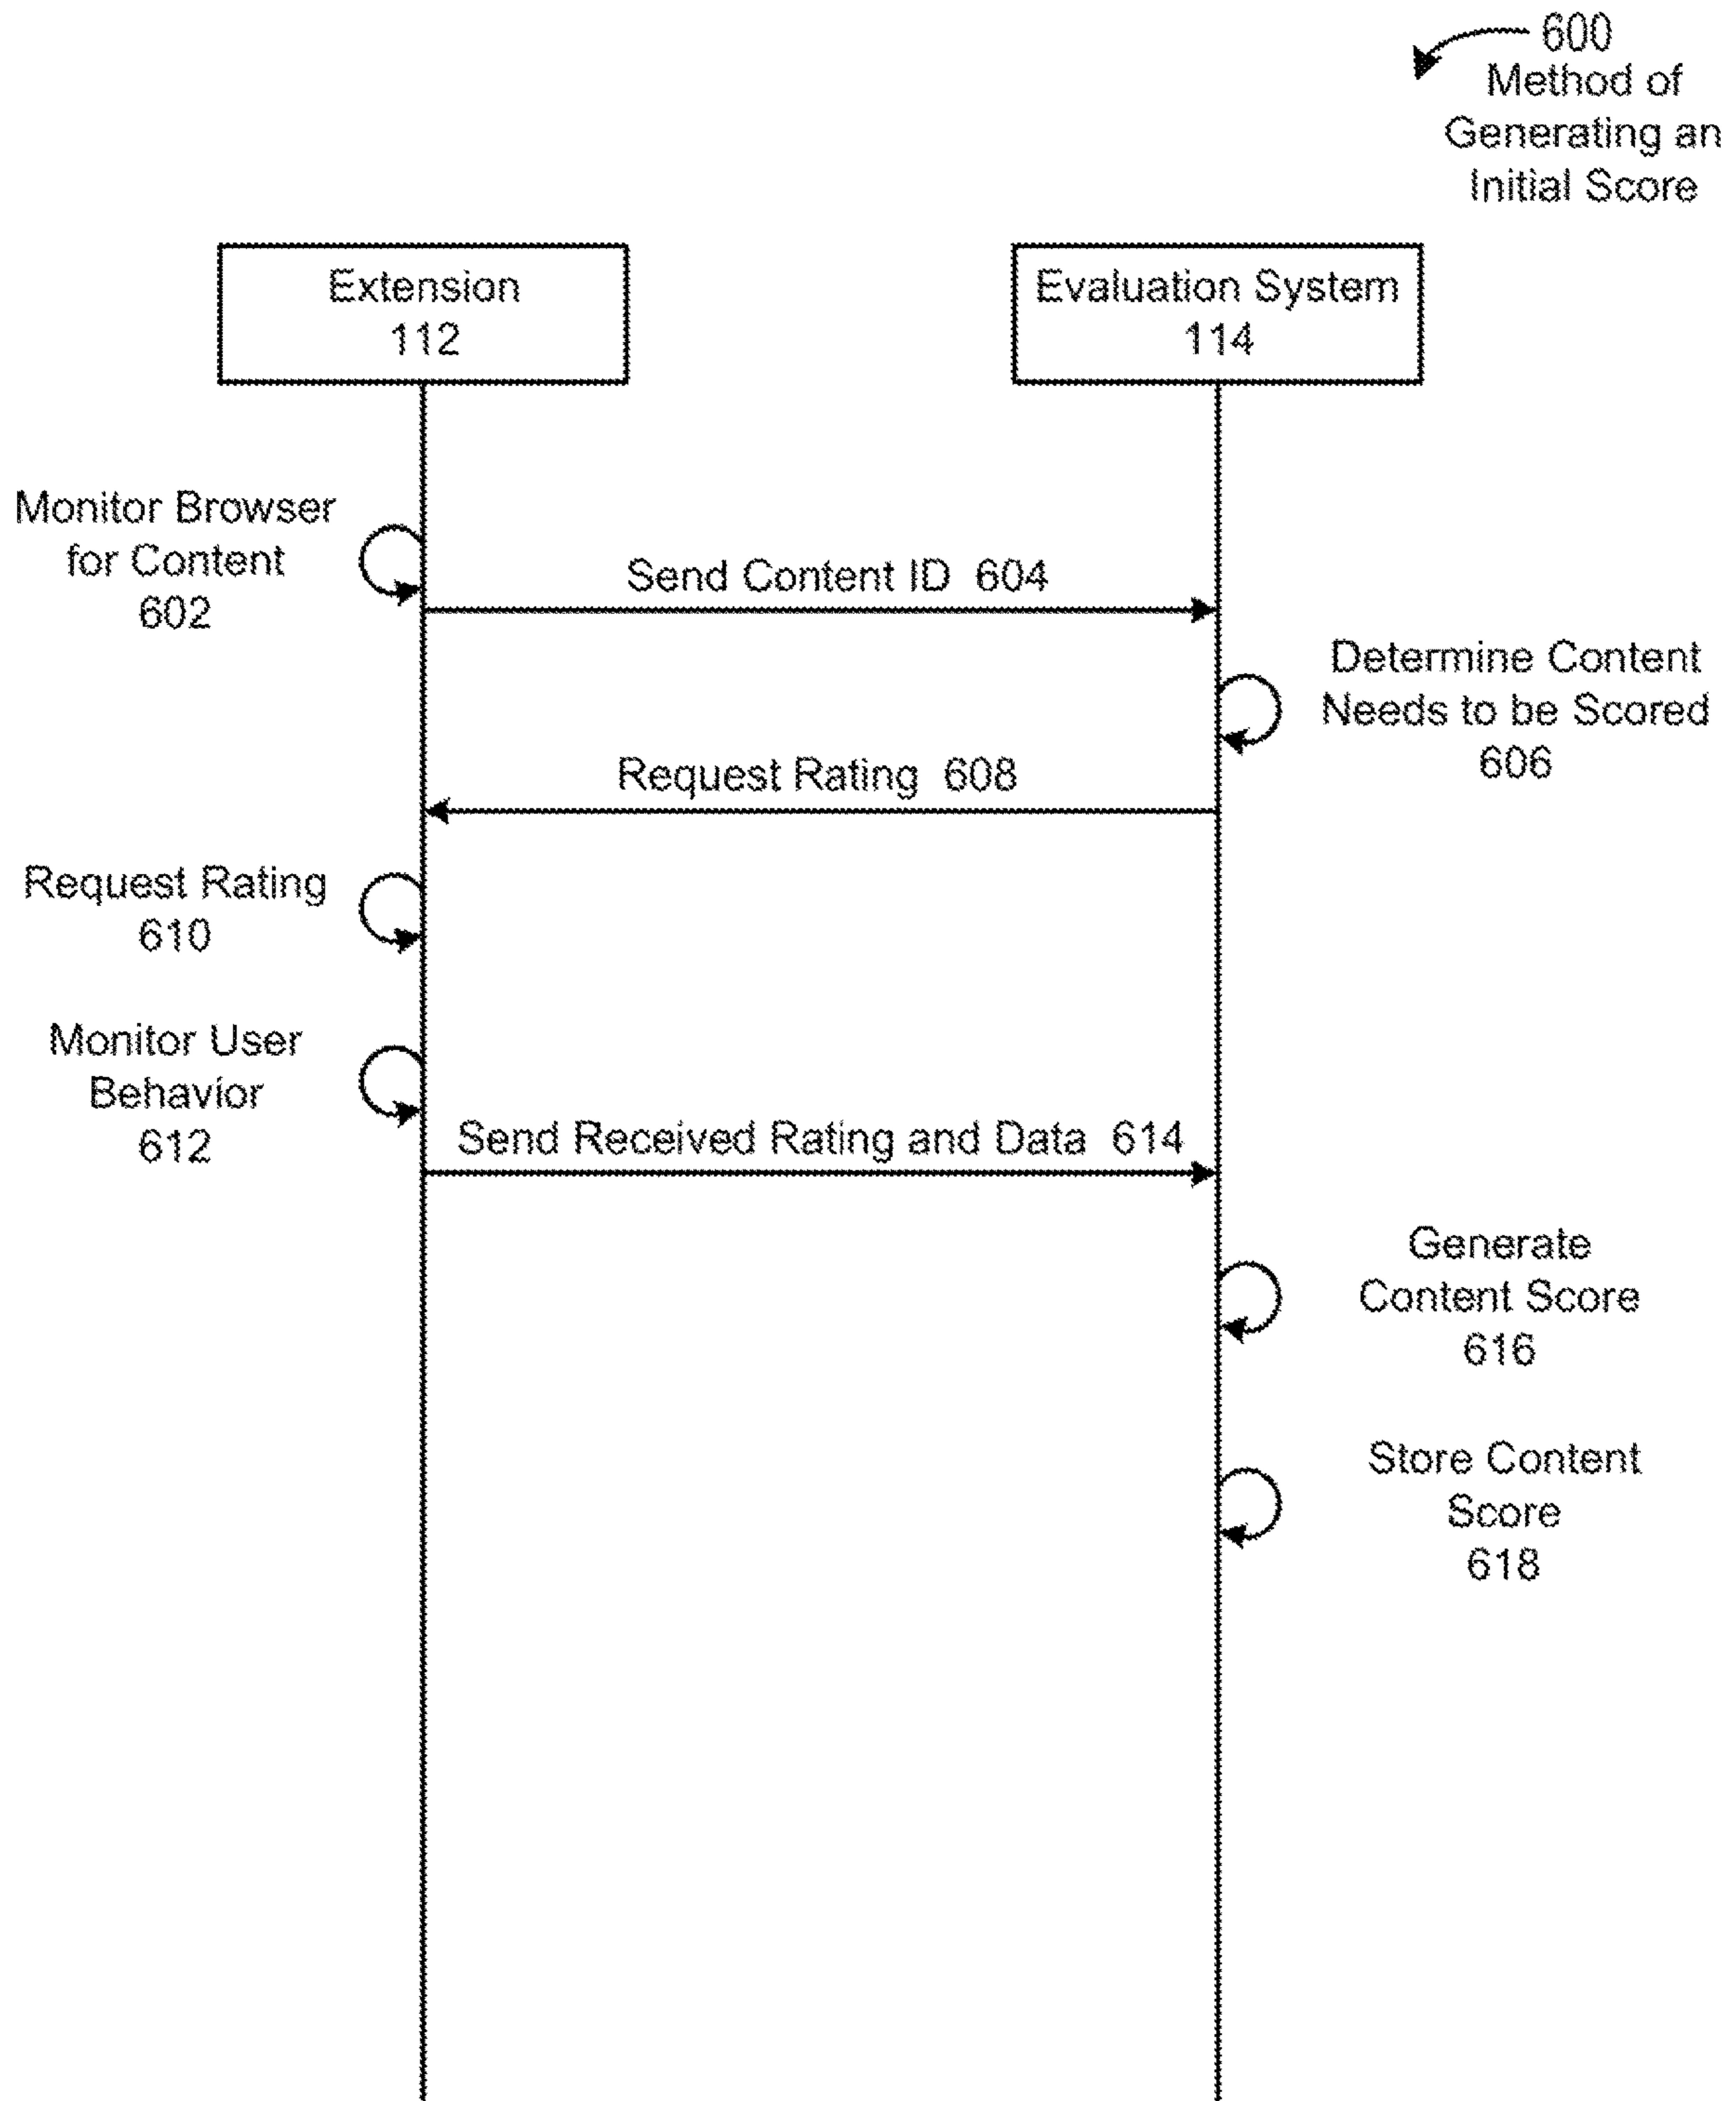 600
Method of
Generating an
Initial Score
Extension
112
Evaluation System
114
Monitor Browser
for Content
602
Send Content ID 604
Determine Content
Needs to be Scored
606
Request Rating 608
Request Rating
610
Monitor User
Behavior
612
Send Received Rating and Data 614
Generate
Content Score
616
Store Content
Score
618